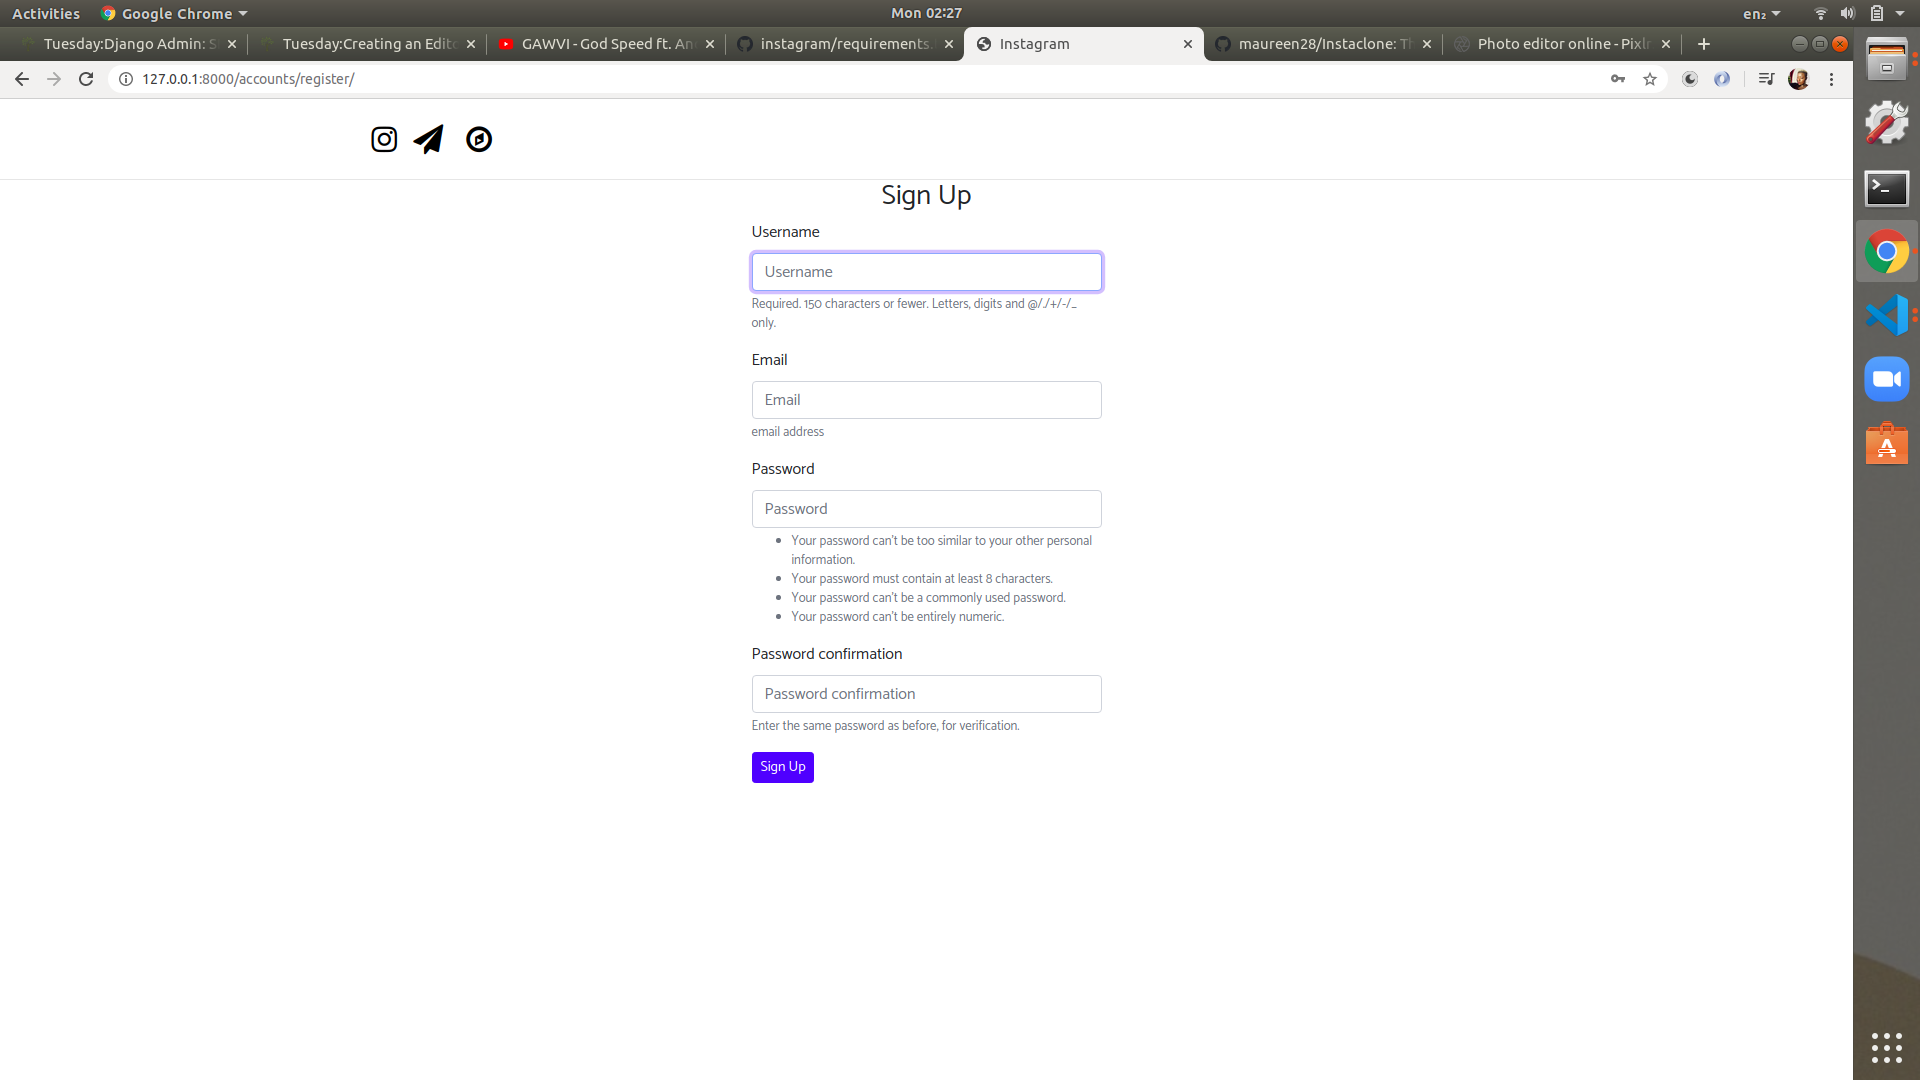 Activities
Google Chrome
Mon 02:27
en₂
Tuesday:Django Admin: S
Tuesday:Creating an Edito
GAWVI - God Speed ft. An
instagram/requirements.
Instagram
maureen28/Instaclone: Th
Photo editor online - Pixlr
127.0.0.1:8000/accounts/register/
Sign Up
Username
Username
Required. 150 characters or fewer. Letters, digits and @/./+/-/_
only.
Email
Email
email address
Password
Password
Your password can't be too similar to your other personal
information.
Your password must contain at least 8 characters.
Your password can't be a commonly used password.
Your password can't be entirely numeric.
Password confirmation
Password confirmation
Enter the same password as before, for verification.
Sign Up